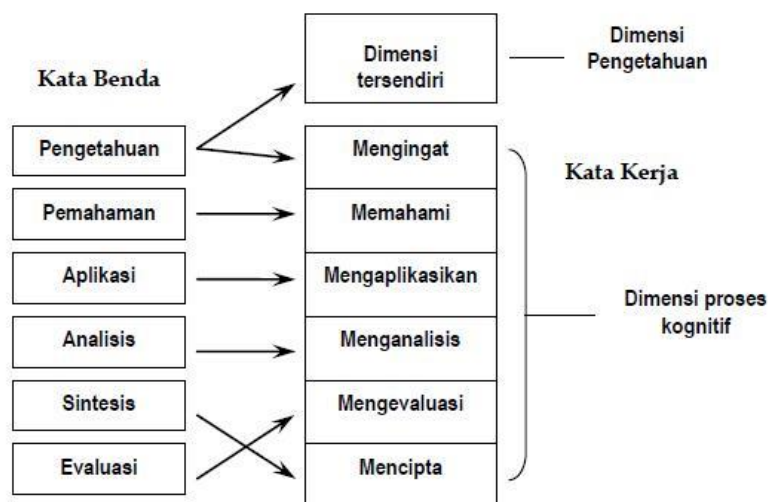 Dimensi
tersendiri
Dimensi
Pengetahuan
Kata Benda
Pengetahuan
Mengingat
Kata Kerja
Pemahaman
Memahami
Aplikasi
Mengaplikasikan
Dimensi proses
kognitif
Analisis
Menganalisis
Sintesis
Mengevaluasi
Evaluasi
Mencipta